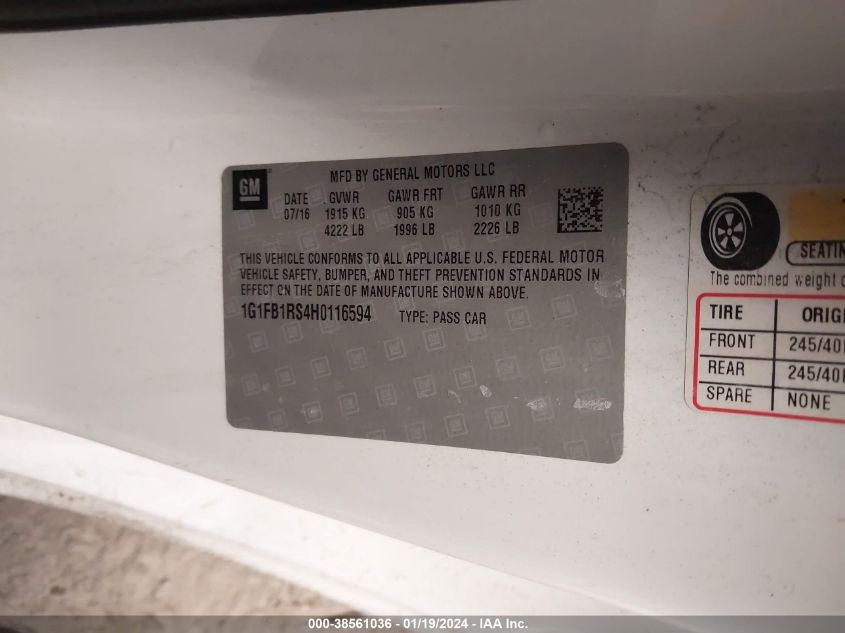 GM
MFD BY GENERAL MOTORS LLC
DATE GVWR GAWR FRT GAWR RR
07/16 1915 KG 905 KG 1010 KG
4222 LB 1996 LB 2226 LB
THIS VEHICLE CONFORMS TO ALL APPLICABLE U.S. FEDERAL MOTOR
VEHICLE SAFETY, BUMPER, AND THEFT PREVENTION STANDARDS IN
EFFECT ON THE DATE OF MANUFACTURE SHOWN ABOVE.
1G1FB1RS4H0116594 TYPE: PASS CAR
SEATIN
The combined weight o
TIRE ORIGI
FRONT 245/40
REAR 245/40
SPARE NONE
000-38561036 - 01/19/2024 - IAA Inc.